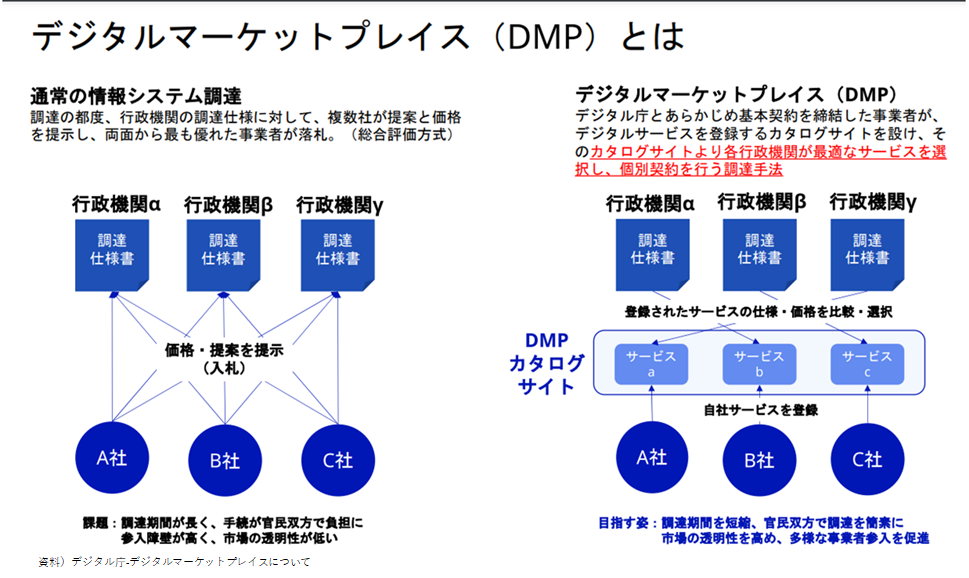 デジタルマーケットプレイス（DMP）とは
通常の情報システム調達
調達の都度、行政機関の調達仕様に対して、複数社が提案と価格
を提示し、両面から最も優れた事業者が落札。（総合評価方式）
行政機関α
行政機関β
行政機関γ
調達
仕様書
調達
仕様書
調達
仕様書
価格・提案を提示
（入札）
A社
B社
C社
課題：調達期間が長く、手続が官民双方で負担に
参入障壁が高く、市場の透明性が低い
デジタルマーケットプレイス（DMP）
デジタル庁とあらかじめ基本契約を締結した事業者が、
デジタルサービスを登録するカタログサイトを設け、そ
のカタログサイトより各行政機関が最適なサービスを選
択し、個別契約を行う調達手法
行政機関α
行政機関β
行政機関γ
調達
仕様書
調達
仕様書
調達
仕様書
登録されたサービスの仕様・価格を比較・選択
DMP
カタログ
サイト
サービス
a
サービス
b
サービス
c
自社サービスを登録
A社
B社
C社
目指す姿：調達期間を短縮、官民双方で調達を簡素に
市場の透明性を高め、多様な事業者参入を促進
資料）デジタル庁-デジタルマーケットプレイスについて